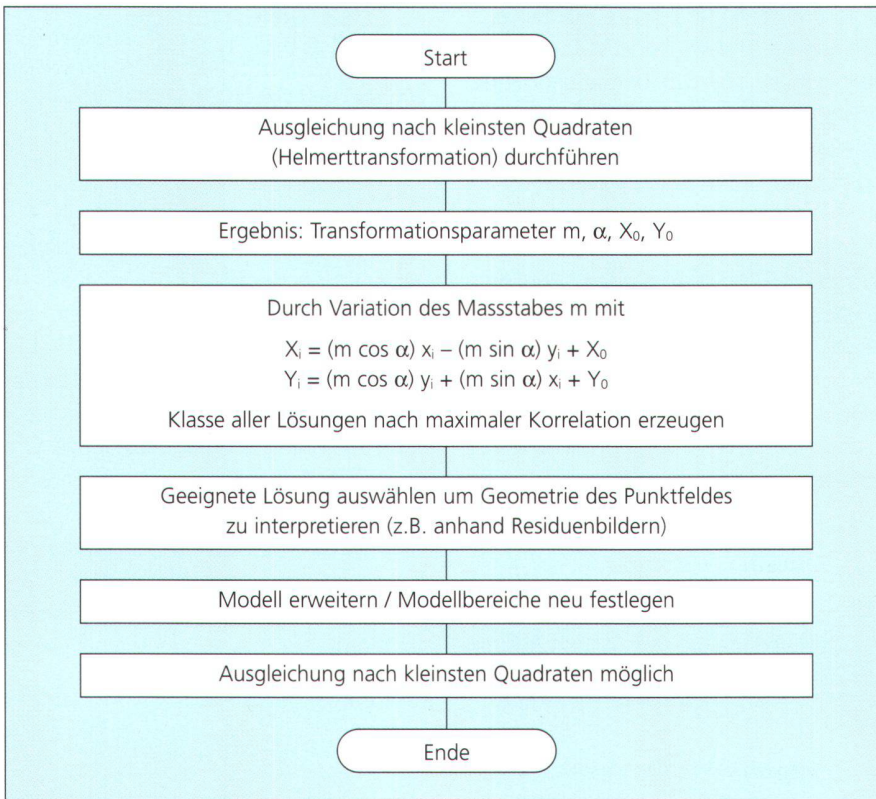 Start
Ausgleichung nach kleinsten Quadraten
(Helmerttransformation) durchführen
Ergebnis: Transformationsparameter m, α, X₀, Y₀
Durch Variation des Massstabes m mit
Xᵢ = (m cos α) xᵢ – (m sin α) yᵢ + X₀
Yᵢ = (m cos α) yᵢ + (m sin α) xᵢ + Y₀
Klasse aller Lösungen nach maximaler Korrelation erzeugen
Geeignete Lösung auswählen um Geometrie des Punktfeldes
zu interpretieren (z.B. anhand Residuenbildern)
Modell erweitern / Modellbereiche neu festlegen
Ausgleichung nach kleinsten Quadraten möglich
Ende